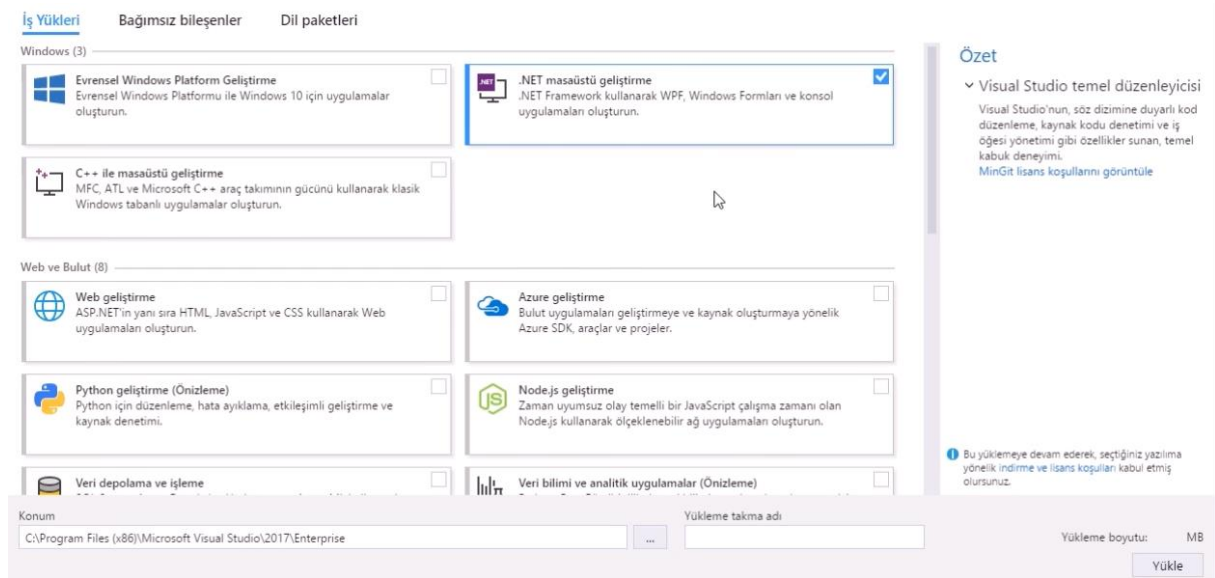 İş Yükleri Bağımsız bileşenler Dil paketleri
Windows (3)
Evrensel Windows Platform Geliştirme
Evrensel Windows Platformu ile Windows 10 için uygulamalar
oluşturun.
.NET
.NET masaüstü geliştirme
.NET Framework kullanarak WPF, Windows Formları ve konsol
uygulamaları oluşturun.
C++ ile masaüstü geliştirme
MFC, ATL ve Microsoft C++ araç takımının gücünü kullanarak klasik
Windows tabanlı uygulamalar oluşturun.
Web ve Bulut (8)
Web geliştirme
ASP.NET'in yanı sıra HTML, JavaScript ve CSS kullanarak Web
uygulamaları oluşturun.
Azure geliştirme
Bulut uygulamaları geliştirmeye ve kaynak oluşturmaya yönelik
Azure SDK, araçlar ve projeler.
Python geliştirme (Önizleme)
Python için düzenleme, hata ayıklama, etkileşimli geliştirme ve
kaynak denetimi.
JS
Node.js geliştirme
Zaman uyumsuz olay temelli bir JavaScript çalışma zamanı olan
Node.js kullanarak ölçeklenebilir ağ uygulamaları oluşturun.
Veri depolama ve işleme
Veri bilimi ve analitik uygulamalar (Önizleme)
Özet
Visual Studio temel düzenleyicisi
Visual Studio'nun, söz dizimine duyarlı kod
düzenleme, kaynak kodu denetimi ve iş
öğesi yönetimi gibi özellikler sunan, temel
kabuk deneyimi.
MinGit lisans koşullarını görüntüle
Bu yüklemeye devam ederek, seçtiğiniz yazılıma
yönelik indirme ve lisans koşulları kabul etmiş
olursunuz.
Konum
C:\Program Files (x86)\Microsoft Visual Studio\2017\Enterprise
...
Yükleme takma adı
Yükleme boyutu: MB
Yükle